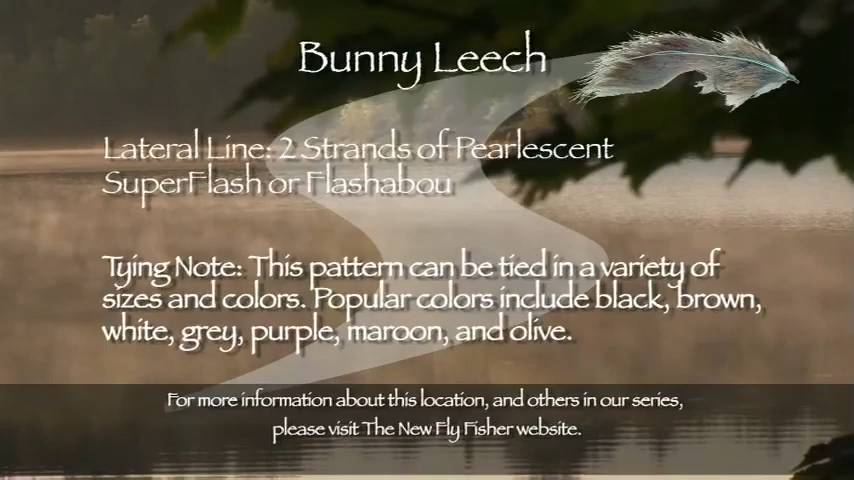 Bunny Leech
Lateral Line: 2 Strands of Pearlescent
SuperFlash or Flashabou
Tying Note: This pattern can be tied in a variety of
sizes and colors. Popular colors include black, brown,
white, grey, purple, maroon, and olive.
For more information about this location, and others in our series,
please visit The New Fly Fisher website.